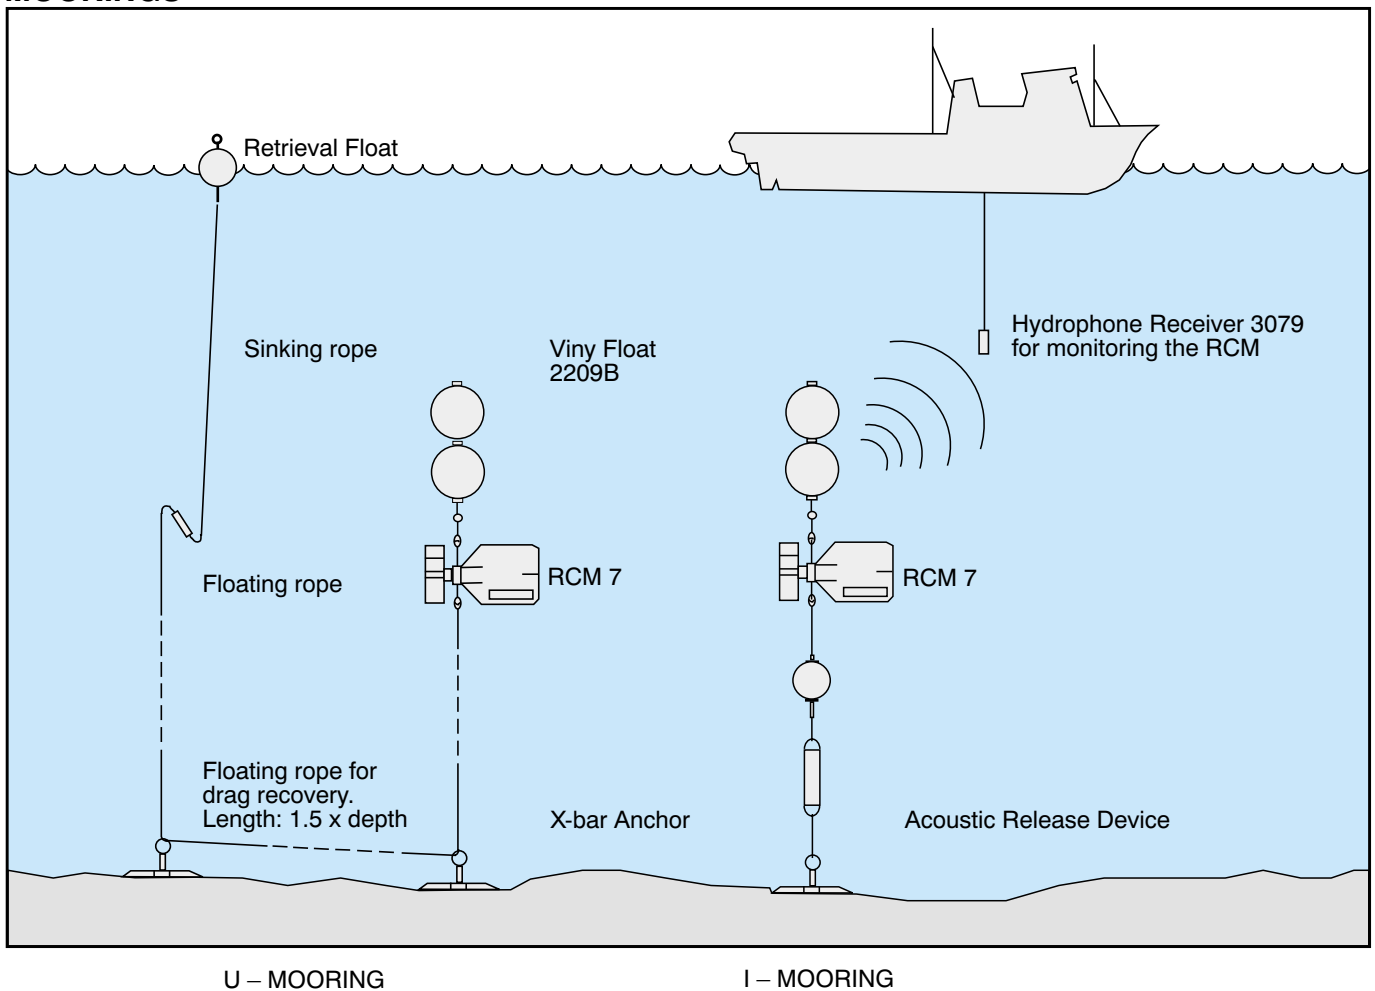 MOORINGS
Retrieval Float
Sinking rope
Viny Float
2209B
Hydrophone Receiver 3079
for monitoring the RCM
Floating rope
RCM 7
RCM 7
Floating rope for
drag recovery.
Length: 1.5 x depth
X-bar Anchor
Acoustic Release Device
U – MOORING
I – MOORING